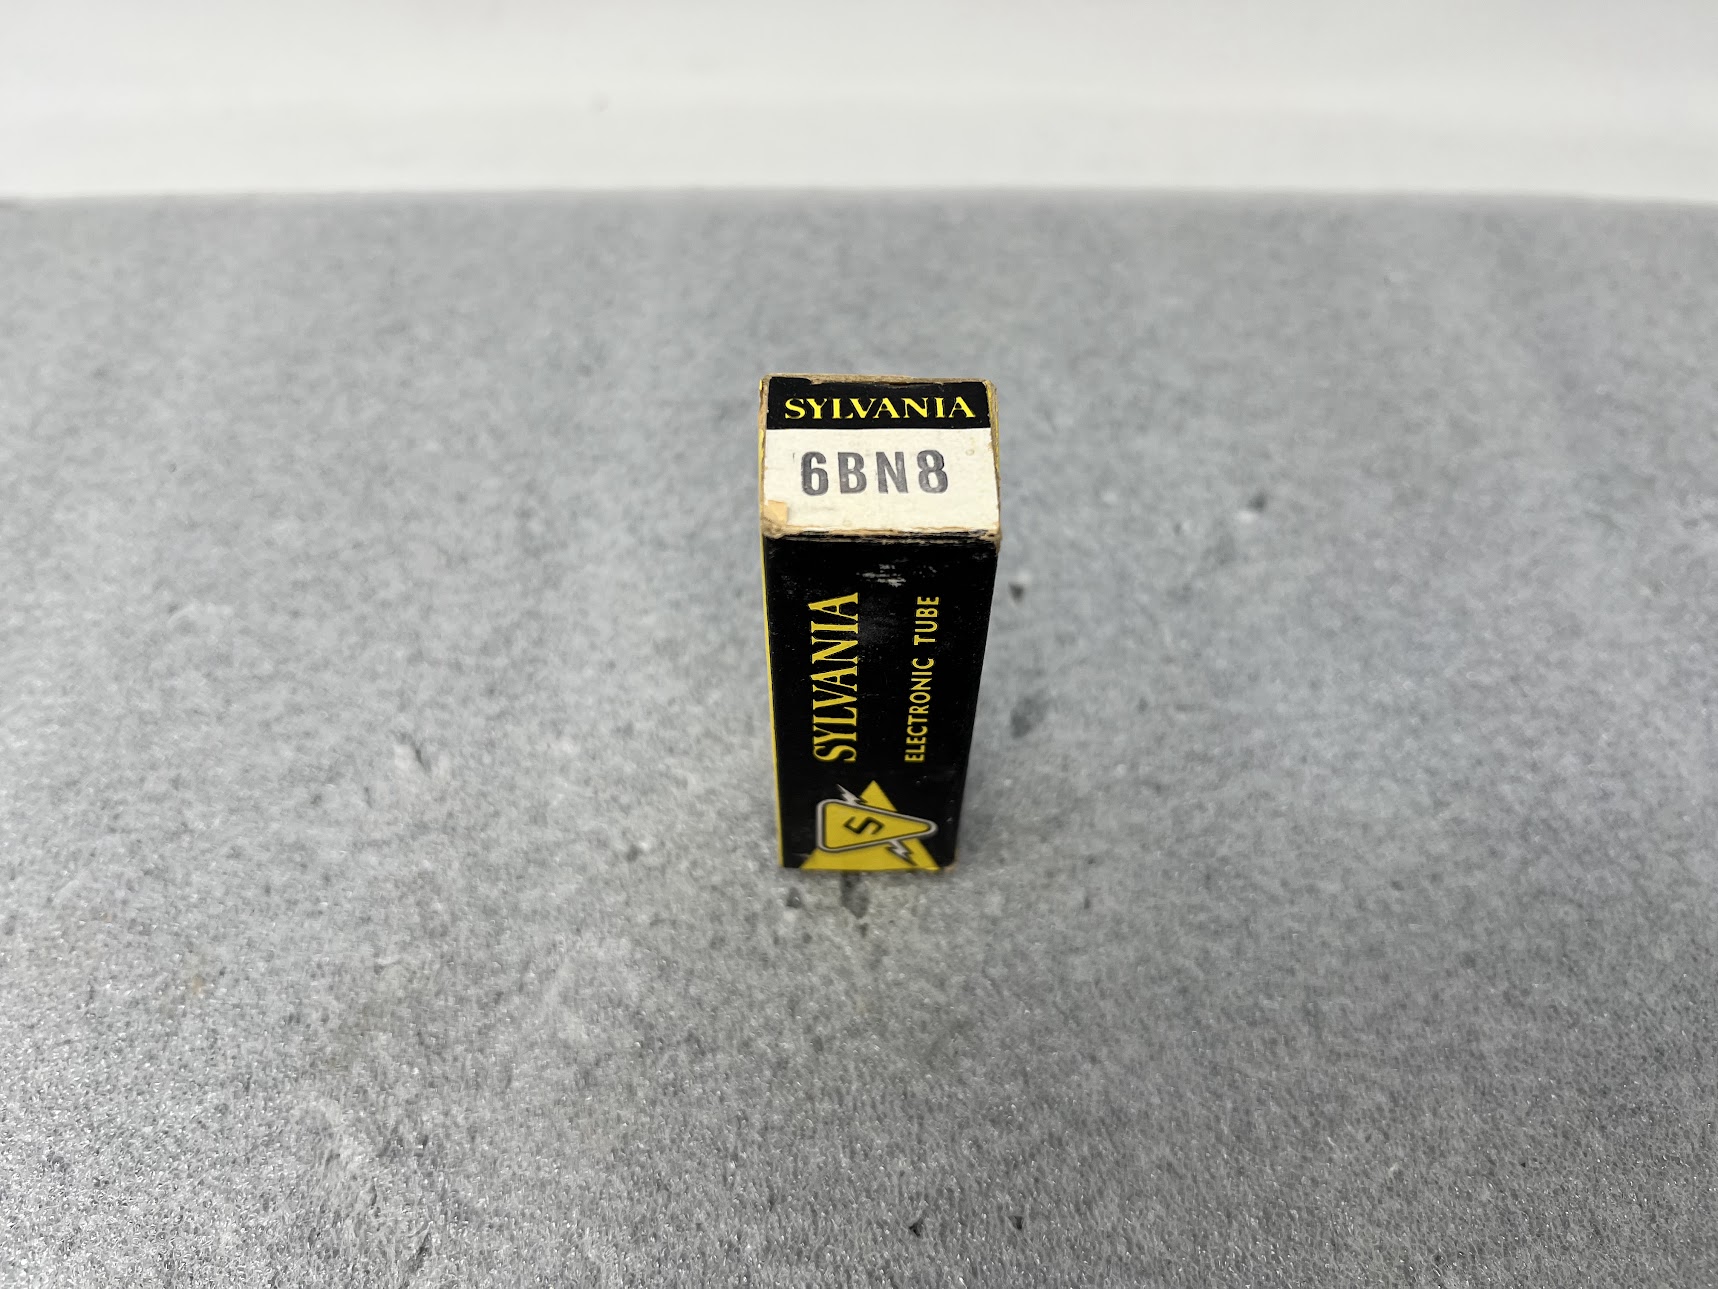 SYLVANIA
6BN8
SYLVANIA
ELECTRONIC TUBE
S